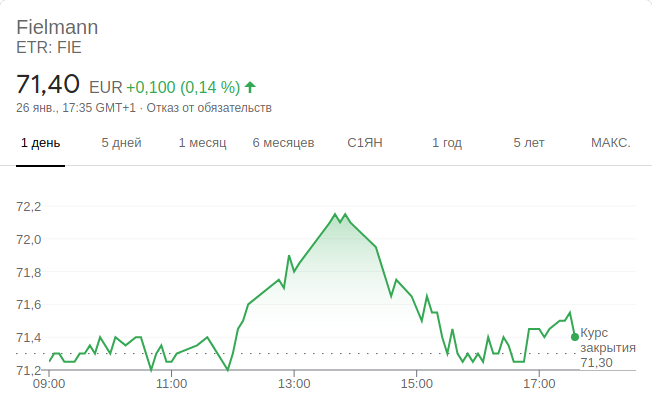 Fielmann
ETR: FIE
71,40 EUR +0,100 (0,14 %)
26 янв., 17:35 GMT+1 · Отказ от обязательств
1 день 5 дней 1 месяц 6 месяцев С1ЯН 1 год 5 лет МАКС.
72,2
72,0
71,8
71,6
71,4
Курс
закрытия
71,30
71,2
09:00 11:00 13:00 15:00 17:00